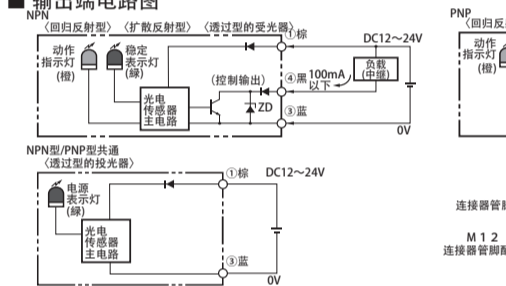 ■ 输出端电路图
NPN
〈回归反射型〉 〈扩散反射型〉 〈透过型的受光器〉
①棕
DC12～24V
动作
指示灯
(橙)
稳定
表示灯
(緑)
(控制输出)
④黑
100mA
以下
负载
(中继)
光电
传感器
主电路
ZD
③蓝
0V
NPN型/PNP型共通
〈透过型的投光器〉
①棕
DC12～24V
电源
表示灯
(緑)
光电
传感器
主电路
③蓝
0V
PNP
〈回归反
动作
指示灯
(橙)
连接器管脚
M12
连接器管脚配